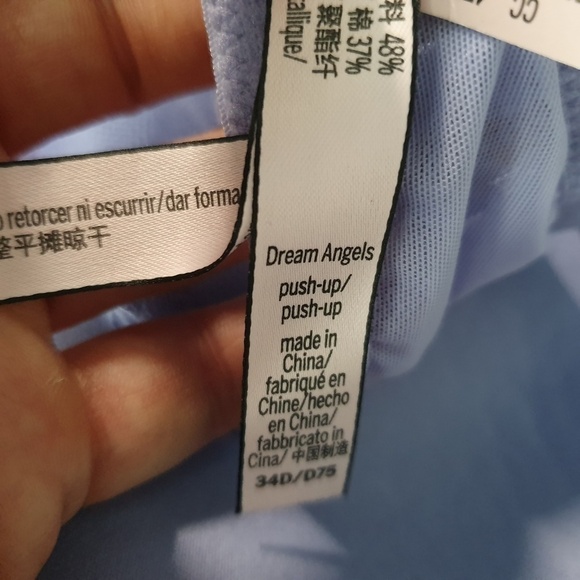 料 48%
棉 37%
聚酯纤
allique/
55
o retorcer ni escurrir/dar forma
整平摊晾干
Dream Angels
push-up/
push-up
made in
China/
fabriqué en
Chine/hecho
en China/
fabbricato in
Cina/ 中国制造
34D/D75